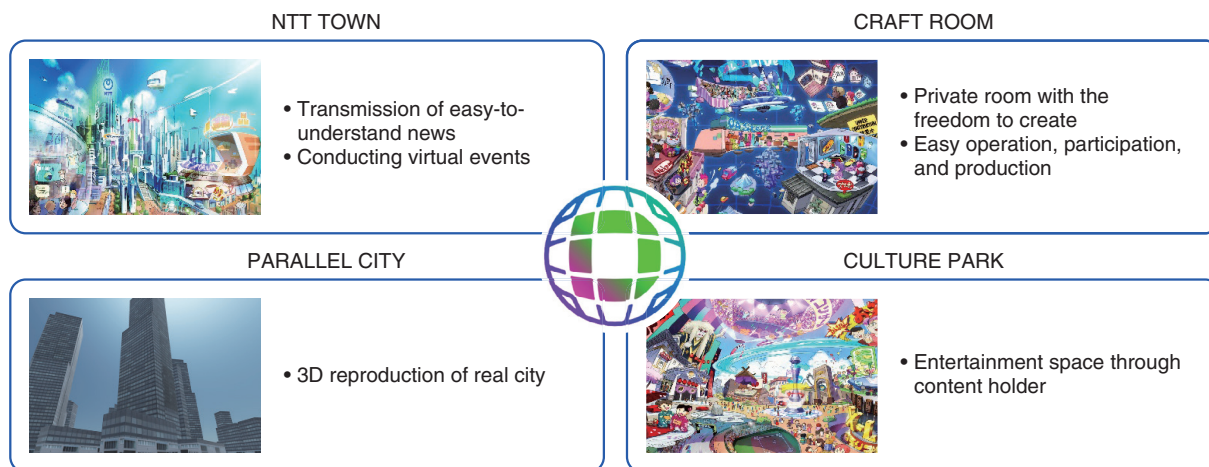 NTT TOWN
• Transmission of easy-to-
understand news
• Conducting virtual events
CRAFT ROOM
• Private room with the
freedom to create
• Easy operation, participation,
and production
PARALLEL CITY
• 3D reproduction of real city
CULTURE PARK
• Entertainment space through
content holder